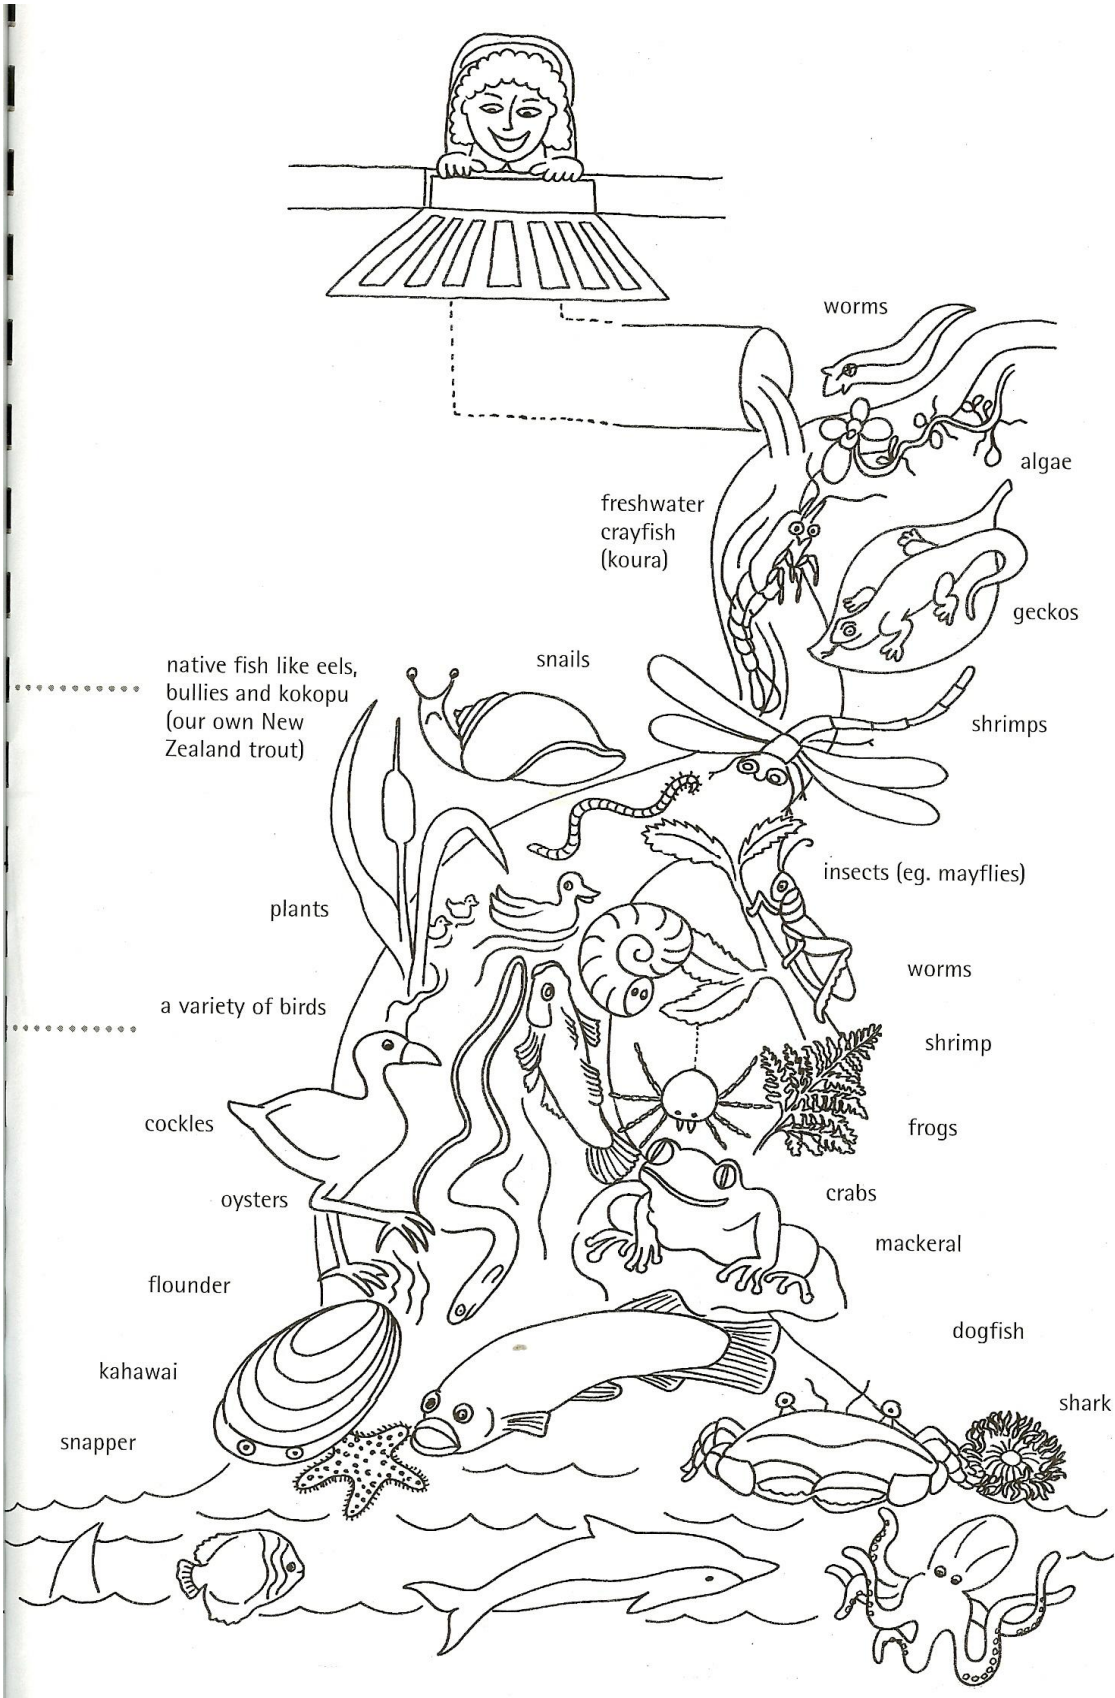 worms
algae
freshwater
crayfish
(koura)
geckos
snails
native fish like eels,
bullies and kokopu
(our own New
Zealand trout)
shrimps
insects (eg. mayflies)
plants
worms
a variety of birds
shrimp
cockles
frogs
oysters
crabs
mackeral
flounder
dogfish
kahawai
shark
snapper